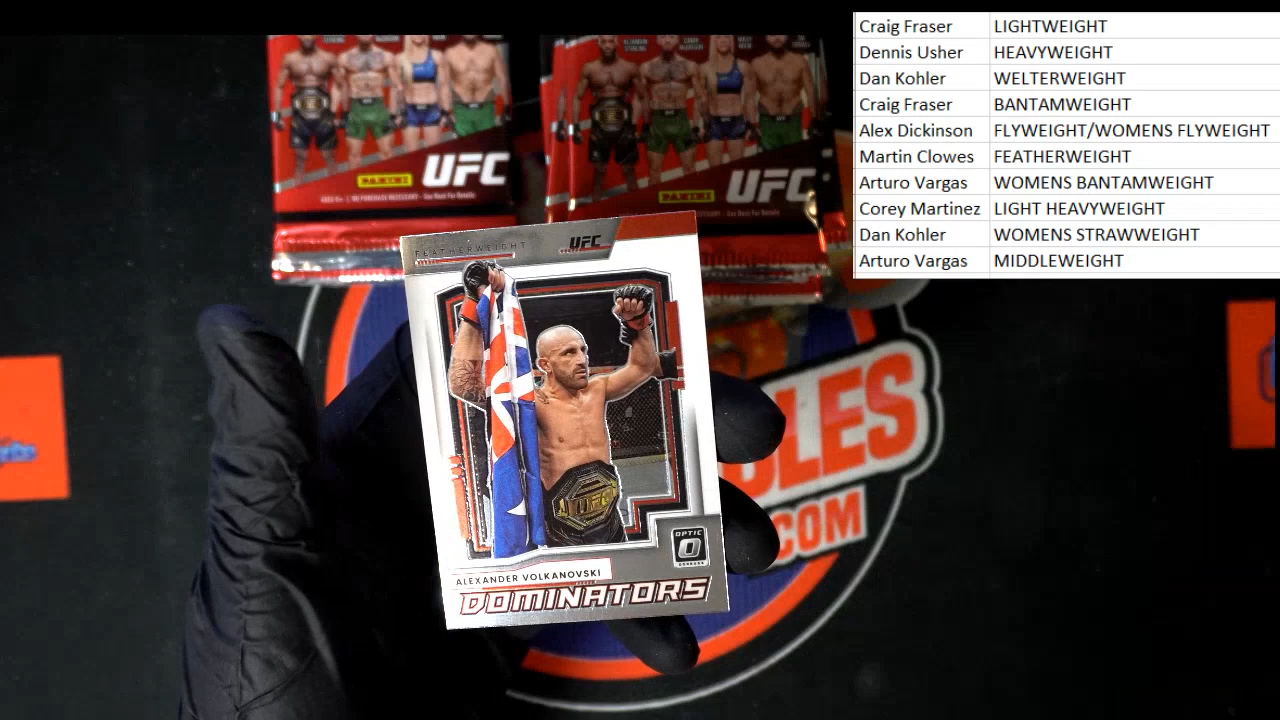 Craig Fraser LIGHTWEIGHT
Dennis Usher HEAVYWEIGHT
Dan Kohler WELTERWEIGHT
Craig Fraser BANTAMWEIGHT
Alex Dickinson FLYWEIGHT/WOMENS FLYWEIGHT
Martin Clowes FEATHERWEIGHT
Arturo Vargas WOMENS BANTAMWEIGHT
Corey Martinez LIGHT HEAVYWEIGHT
Dan Kohler WOMENS STRAWWEIGHT
Arturo Vargas MIDDLEWEIGHT
PANINI UFC
PANINI UFC
FEATHERWEIGHT UFC
UFC
OPTIC
ALEXANDER VOLKANOVSKI
DOMINATORS
LES
.COM